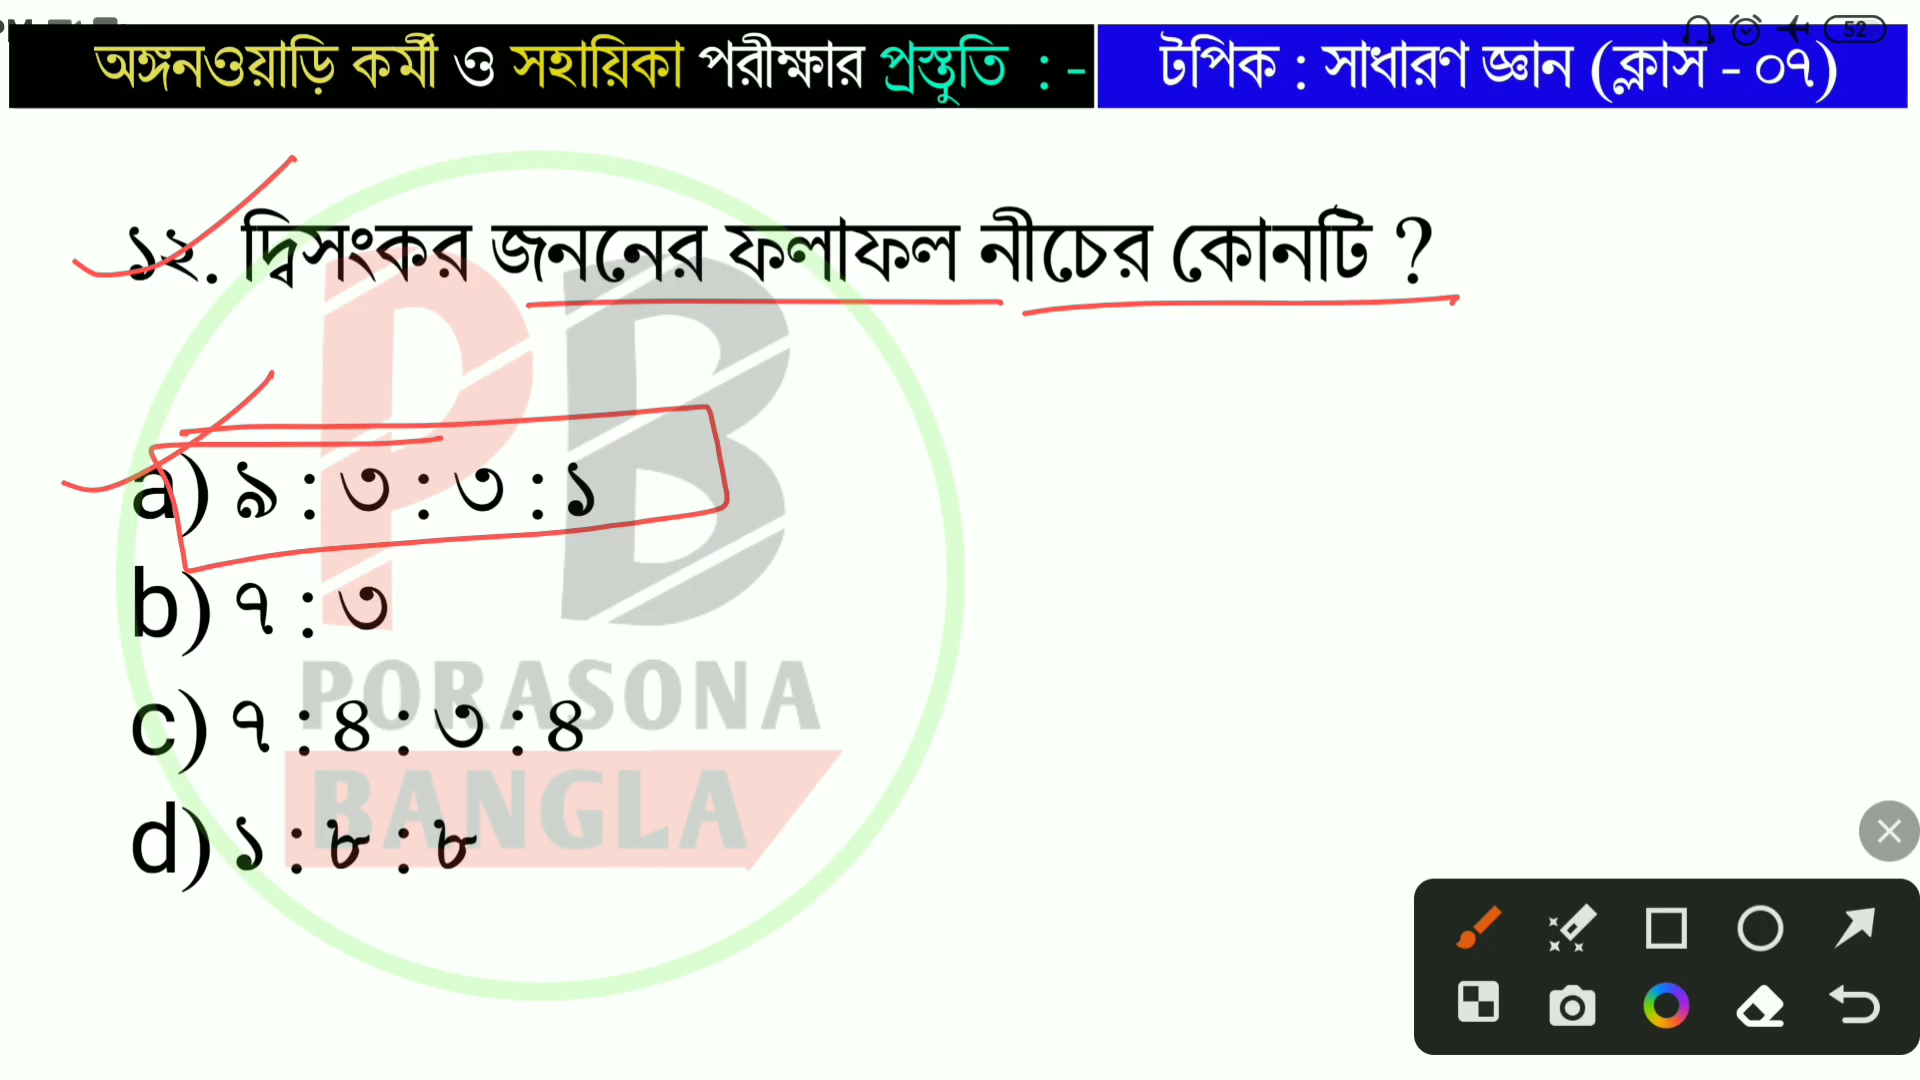 52
অঙ্গনওয়াড়ি কর্মী ও সহায়িকা পরীক্ষার প্রস্তুতি : - টপিক : সাধারণ জ্ঞান (ক্লাস - ০৭)
১২. দ্বিসংকর জননের ফলাফল নীচের কোনটি ?
a) ৯ : ৩ : ৩ : ১
b) ৭ : ৩
c) ৭ : ৪ : ৩ : ৪
d) ১ : ৮ : ৮
PB
PORASONA
BANGLA